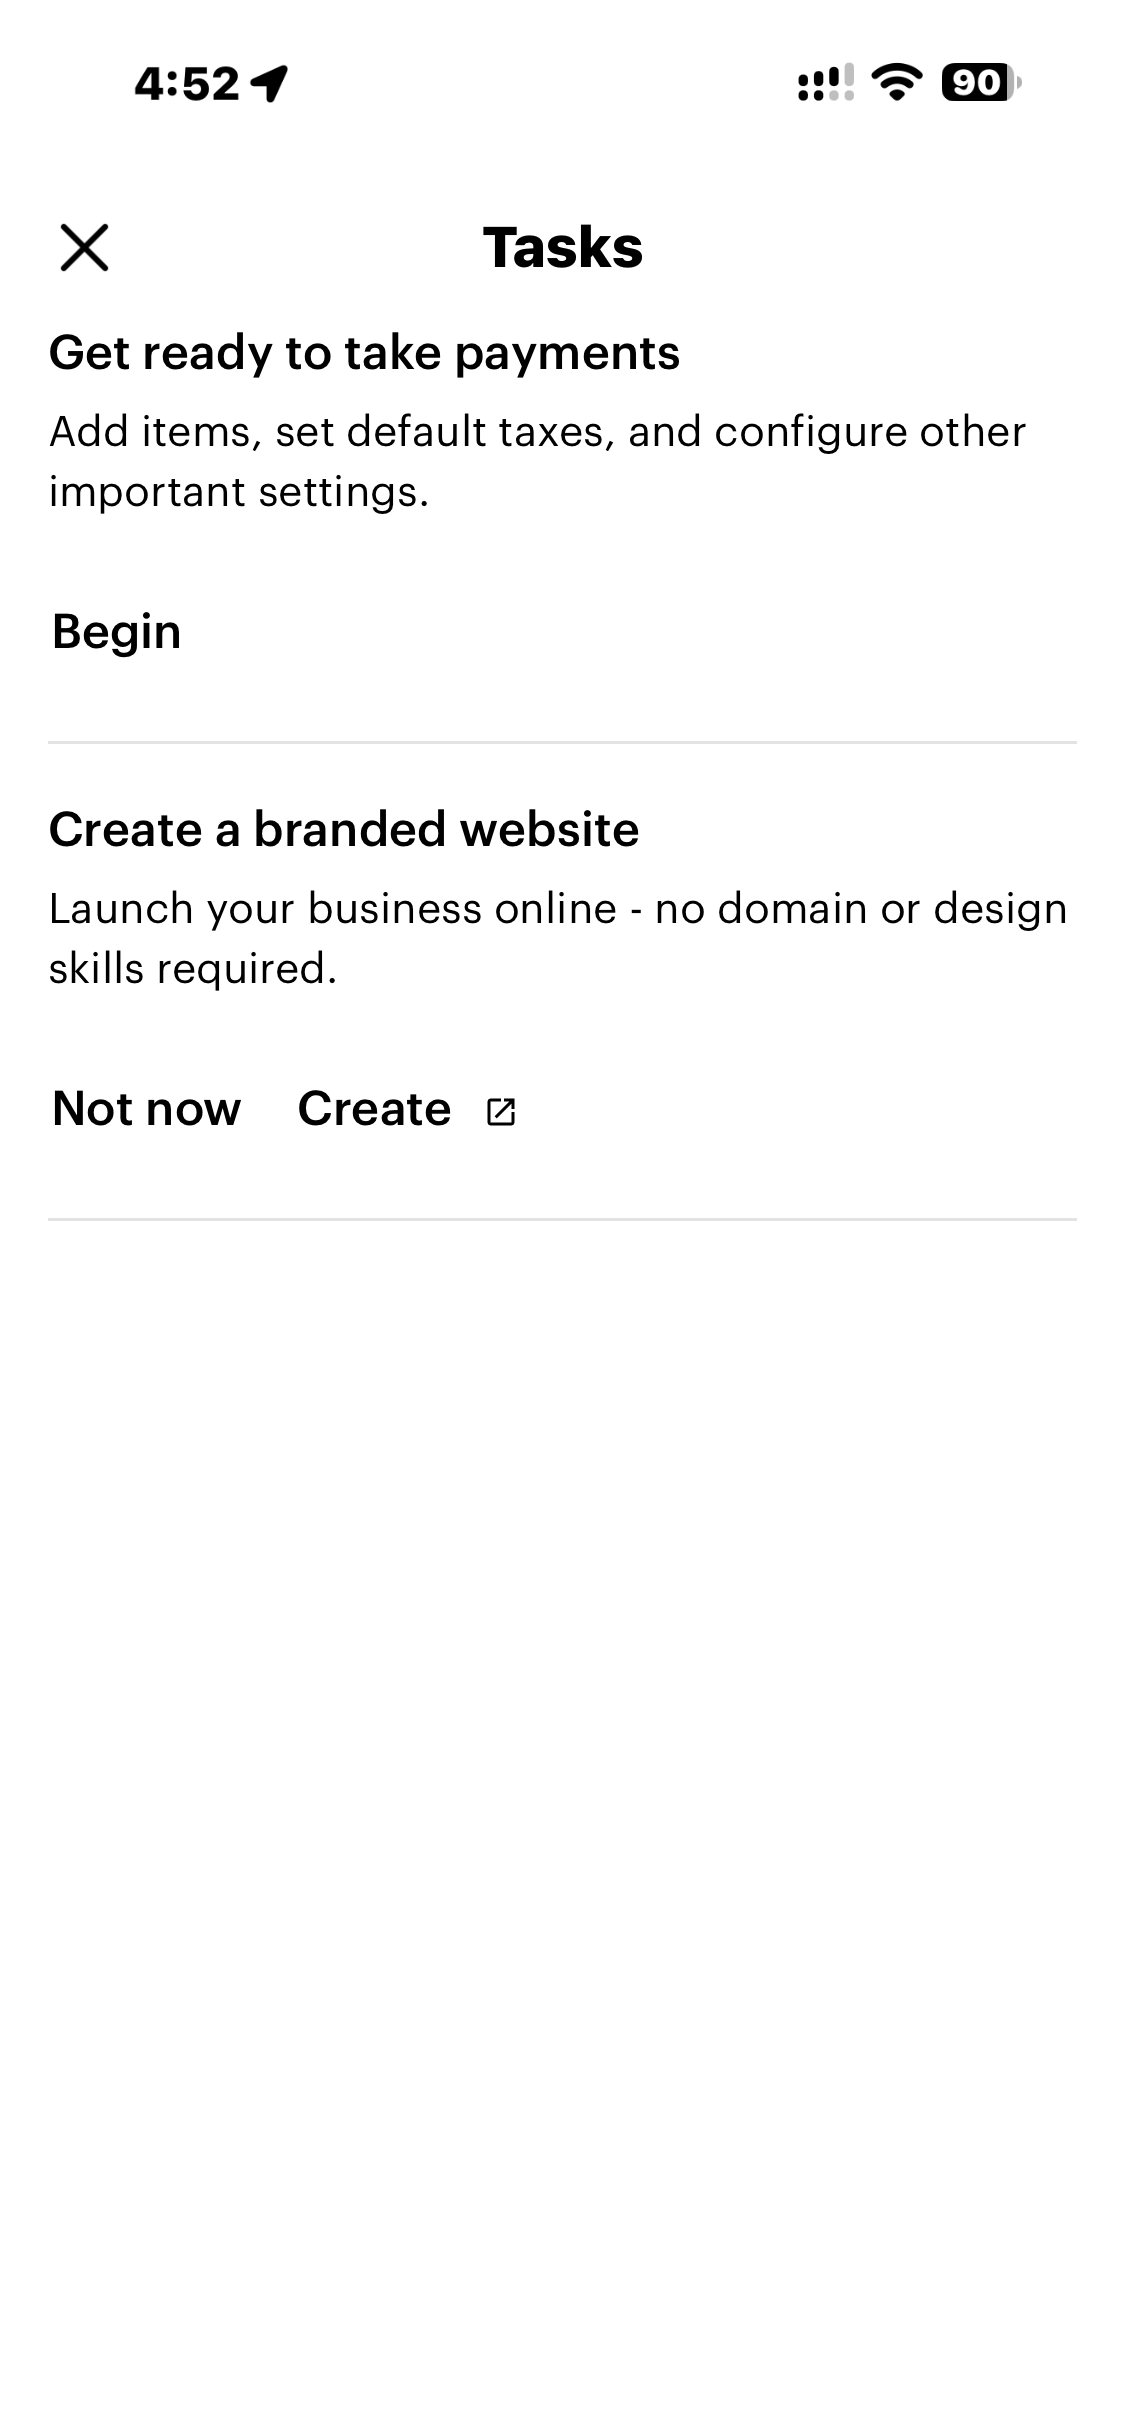 4:52
90
Tasks
Get ready to take payments
Add items, set default taxes, and configure other
important settings.
Begin
Create a branded website
Launch your business online - no domain or design
skills required.
Not now Create